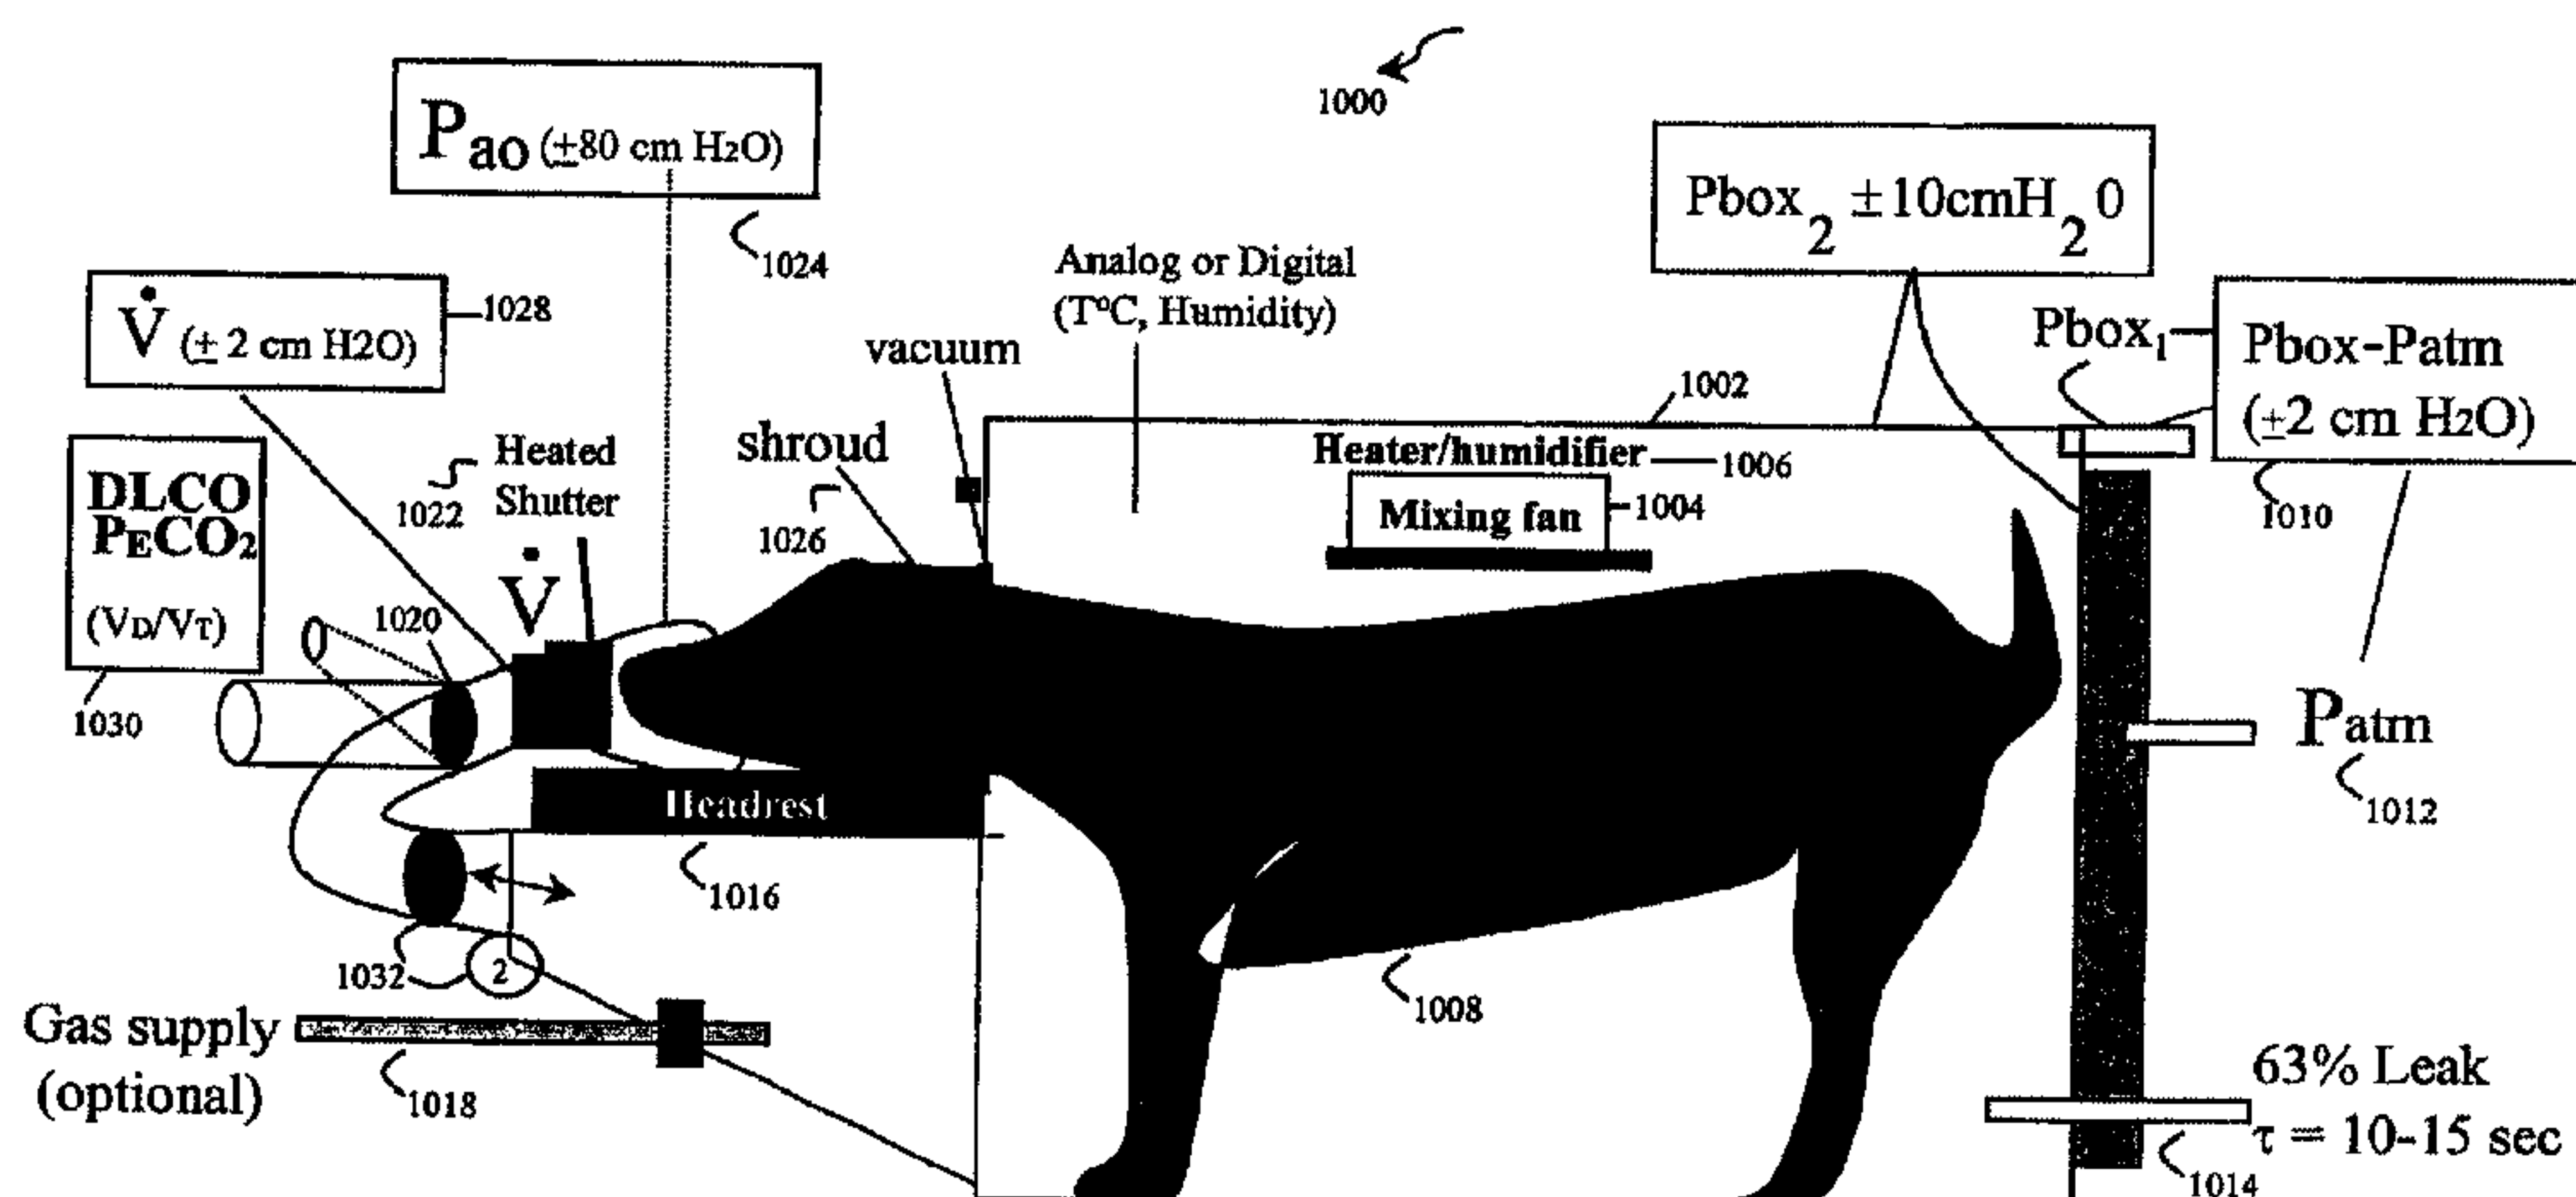 1000
Pao (±80 cm H2O)
1024
Pbox2 ±10cmH2O
Analog or Digital
(TºC, Humidity)
V̇ (± 2 cm H2O)
1028
vacuum
Pbox1
Pbox-Patm
(±2 cm H2O)
1010
1002
shroud
1026
Heated
Shutter
1022
Heater/humidifier
1006
Mixing fan
1004
DLCO
PECO2
(VD/VT)
1030
1020
V̇
Patm
1012
Headrest
1016
1032
2
1008
Gas supply
(optional)
1018
63% Leak
τ = 10-15 sec
1014